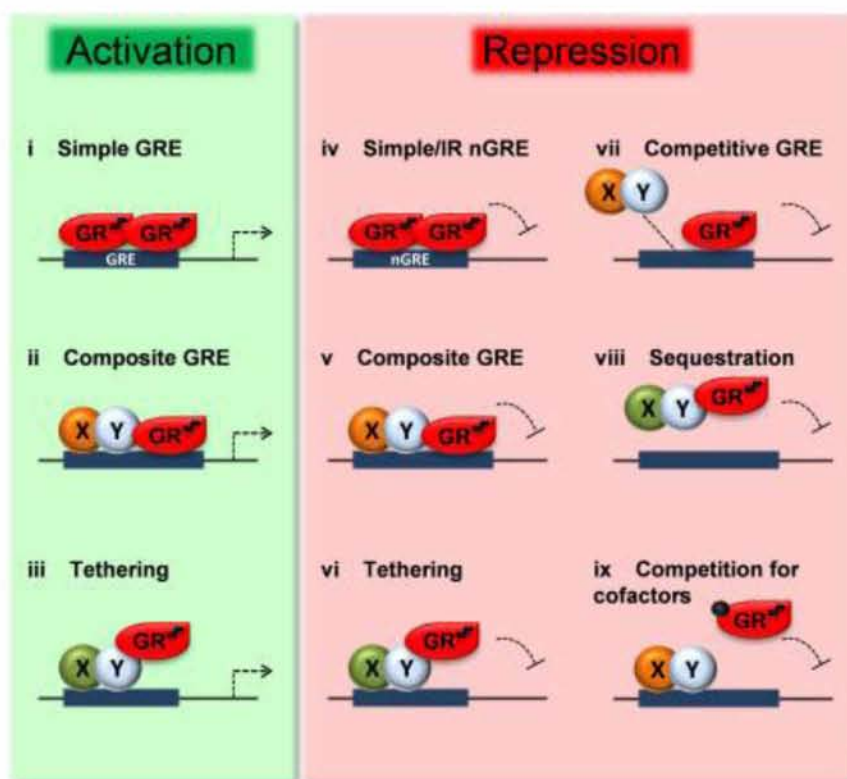 Activation
i Simple GRE
GR GR
GRE
ii Composite GRE
X Y GR
iii Tethering
GR
X Y
Repression
iv Simple/IR nGRE
GR GR
nGRE
v Composite GRE
X Y GR
vi Tethering
GR
X Y
vii Competitive GRE
X Y
GR
viii Sequestration
X Y GR
ix Competition for
cofactors
GR
X Y